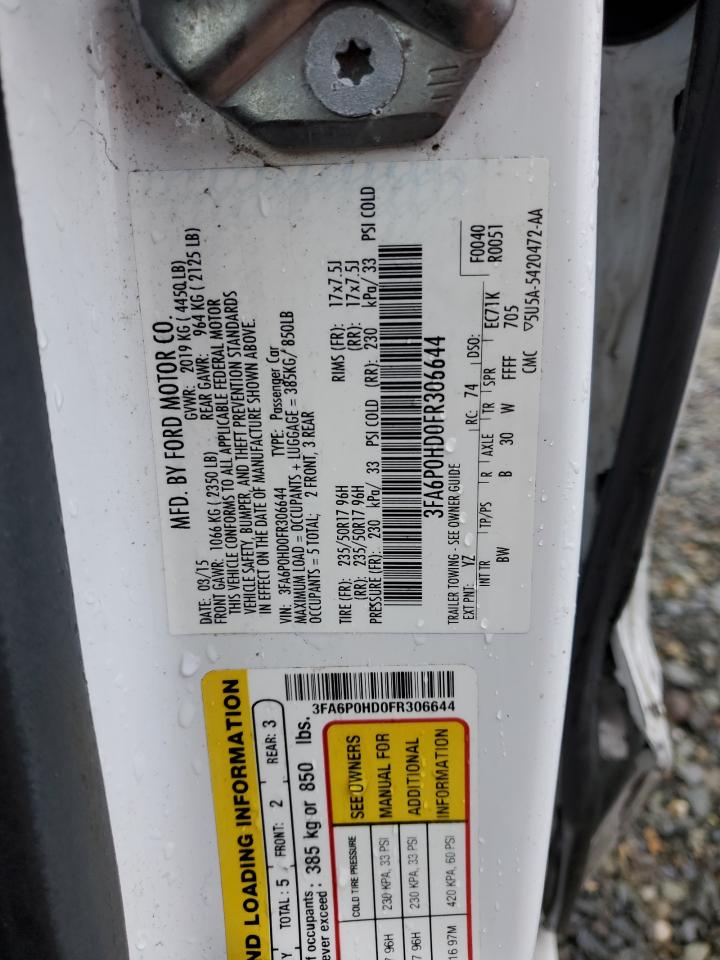 MFD. BY FORD MOTOR CO.
DATE: 03/15 GVWR: 2019 KG ( 4450LLB)
FRONT GAWR: 1066 KG ( 2350 LB) REAR GAWR: 964 KG ( 2125 LB)
THIS VEHICLE CONFORMS TO ALL APPLICABLE FEDERAL MOTOR
VEHICLE SAFETY, BUMPER, AND THEFT PREVENTION STANDARDS
IN EFFECT ON THE DATE OF MANUFACTURE SHOWN ABOVE.
VIN: 3FA6P0HD0FR306644 TYPE: Passenger Car
MAXIMUM LOAD = OCCUPANTS + LUGGAGE = 385KG/ 850LB
OCCUPANTS = 5 TOTAL; 2 FRONT, 3 REAR
TIRE (FR): 235/50R17 96H RIMS (FR): 17x7.5J
(RR): 235/50R17 96H (RR): 17x7.5J
PRESSURE (FR): 230 kPa/ 33 PSI COLD (RR): 230 kPa/ 33 PSI COLD
3FA6P0HD0FR306644
TRAILER TOWING - SEE OWNER GUIDE
EXT PNT: YZ RC: 74 DSO: F0040
R0051
INT TR TP/PS R AXLE TR SPR EC71K
BW B 30 W FFFF 705
CMC ▽5U5A-5420472-AA
3FA6P0HD0FR306644
ND LOADING INFORMATION
Y TOTAL : 5 FRONT: 2 REAR: 3
f occupants
ever exceed : 385 kg or 850 lbs.
COLD TIRE PRESSURE SEE OWNERS
7 96H 230 KPA, 33 PSI MANUAL FOR
7 96H 230 KPA, 33 PSI ADDITIONAL
16 97M 420 KPA, 60 PSI INFORMATION